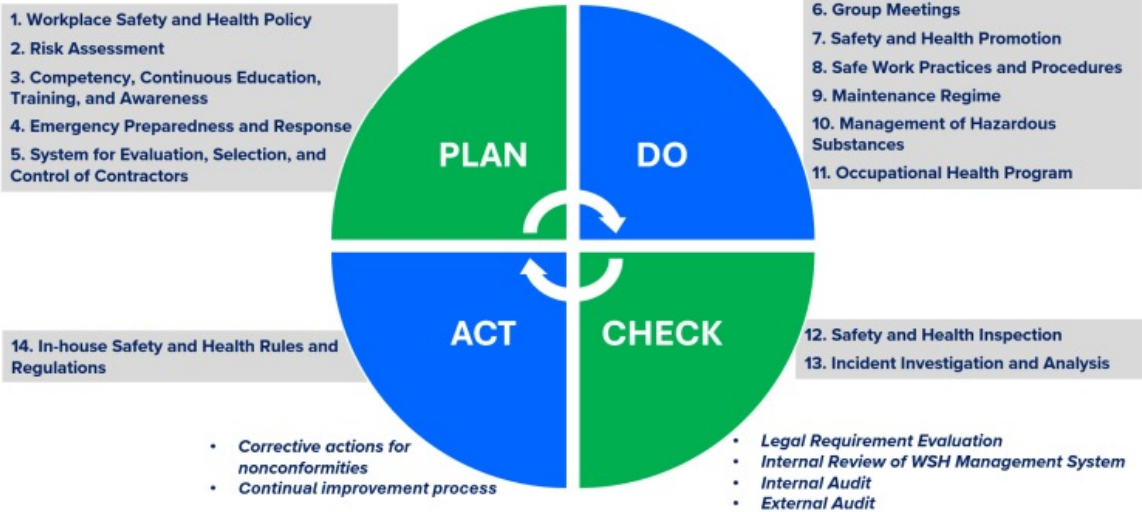 1. Workplace Safety and Health Policy
2. Risk Assessment
3. Competency, Continuous Education,
Training, and Awareness
4. Emergency Preparedness and Response
5. System for Evaluation, Selection, and
Control of Contractors
PLAN
DO
6. Group Meetings
7. Safety and Health Promotion
8. Safe Work Practices and Procedures
9. Maintenance Regime
10. Management of Hazardous
Substances
11. Occupational Health Program
14. In-house Safety and Health Rules and
Regulations
ACT
CHECK
12. Safety and Health Inspection
13. Incident Investigation and Analysis
• Corrective actions for
nonconformities
• Continual improvement process
• Legal Requirement Evaluation
• Internal Review of WSH Management System
• Internal Audit
• External Audit